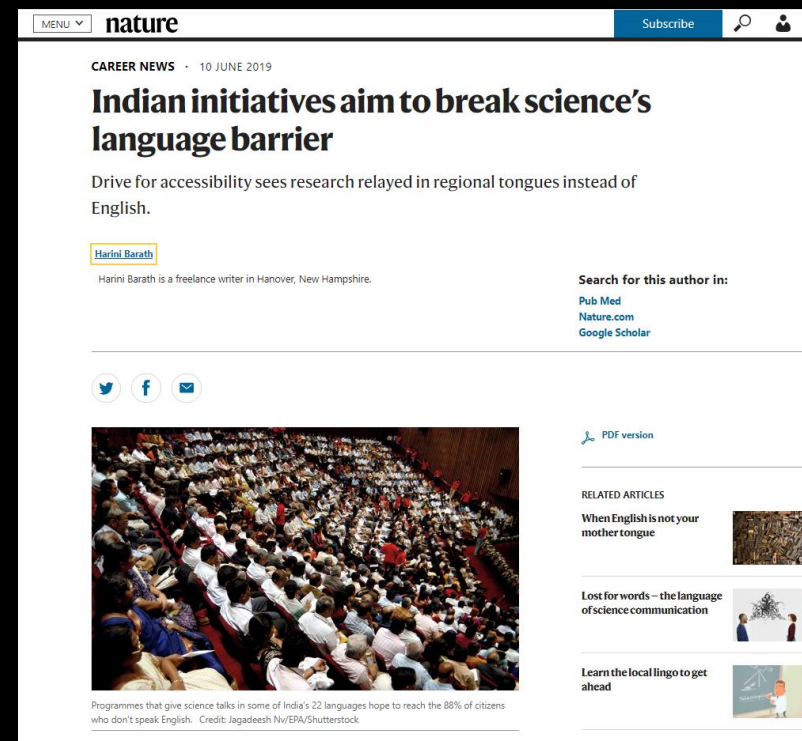 MENU
nature
Subscribe
CAREER NEWS · 10 JUNE 2019
Indian initiatives aim to break science's
language barrier
Drive for accessibility sees research relayed in regional tongues instead of
English.
Harini Barath
Harini Barath is a freelance writer in Hanover, New Hampshire.
Search for this author in:
Pub Med
Nature.com
Google Scholar
PDF version
RELATED ARTICLES
When English is not your
mother tongue
Lost for words – the language
of science communication
Learn the local lingo to get
ahead
Programmes that give science talks in some of India's 22 languages hope to reach the 88% of citizens
who don't speak English. Credit: Jagadeesh Nv/EPA/Shutterstock